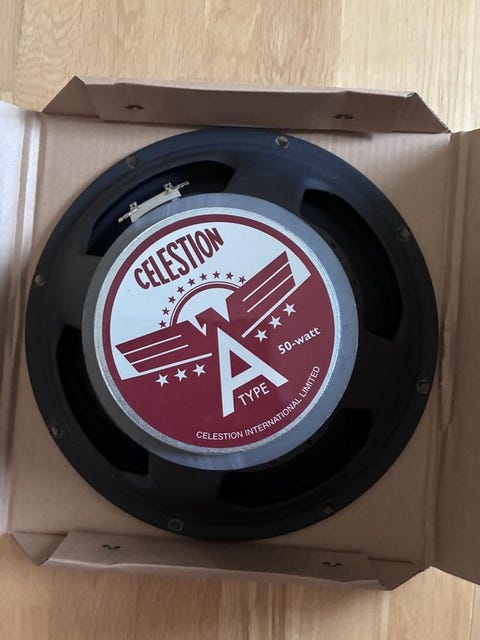 CELESTION
A
TYPE
50-watt
CELESTION INTERNATIONAL LIMITED